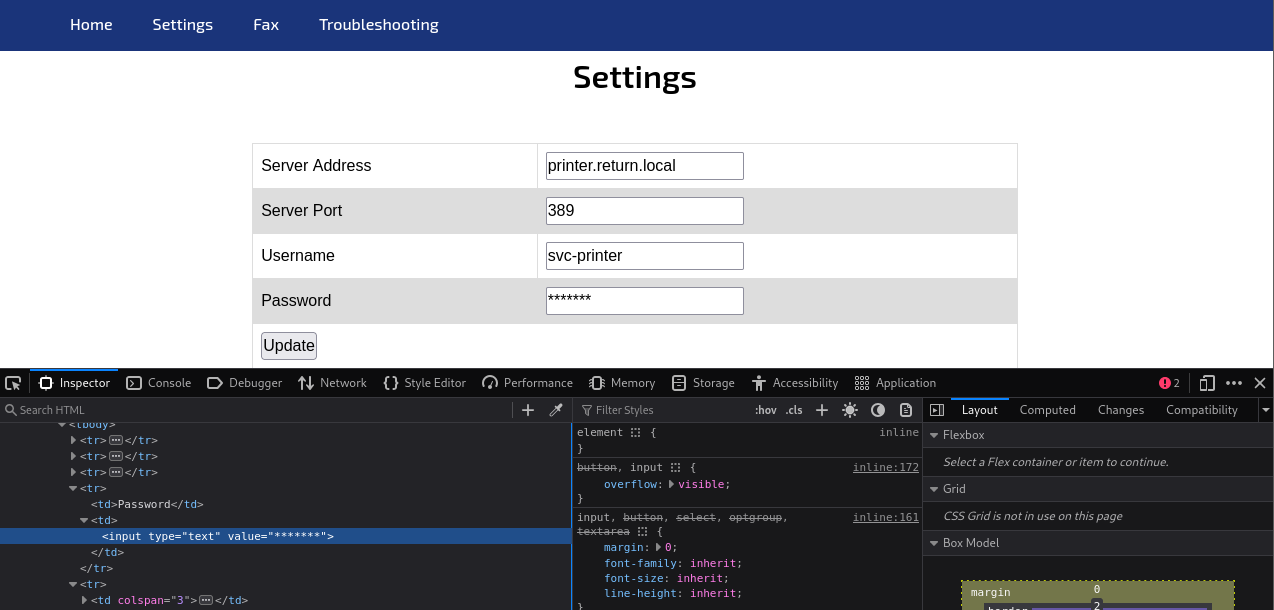 Home Settings Fax Troubleshooting
Settings
Server Address printer.return.local
Server Port 389
Username svc-printer
Password *******
Update
Inspector Console Debugger Network Style Editor Performance Memory Storage Accessibility Application 2
Search HTML
<tbody>
<tr>···</tr>
<tr>···</tr>
<tr>···</tr>
<tr>
<td>Password</td>
<td>
<input type="text" value="*******">
</td>
</tr>
<tr>
<td colspan="3">···</td>
Filter Styles :hov .cls
element { inline
}
button, input { inline:172
overflow: visible;
}
input, button, select, optgroup, inline:161
textarea {
margin: 0;
font-family: inherit;
font-size: inherit;
line-height: inherit;
}
Layout Computed Changes Compatibility
Flexbox
Select a Flex container or item to continue.
Grid
CSS Grid is not in use on this page
Box Model
margin 0
border 2